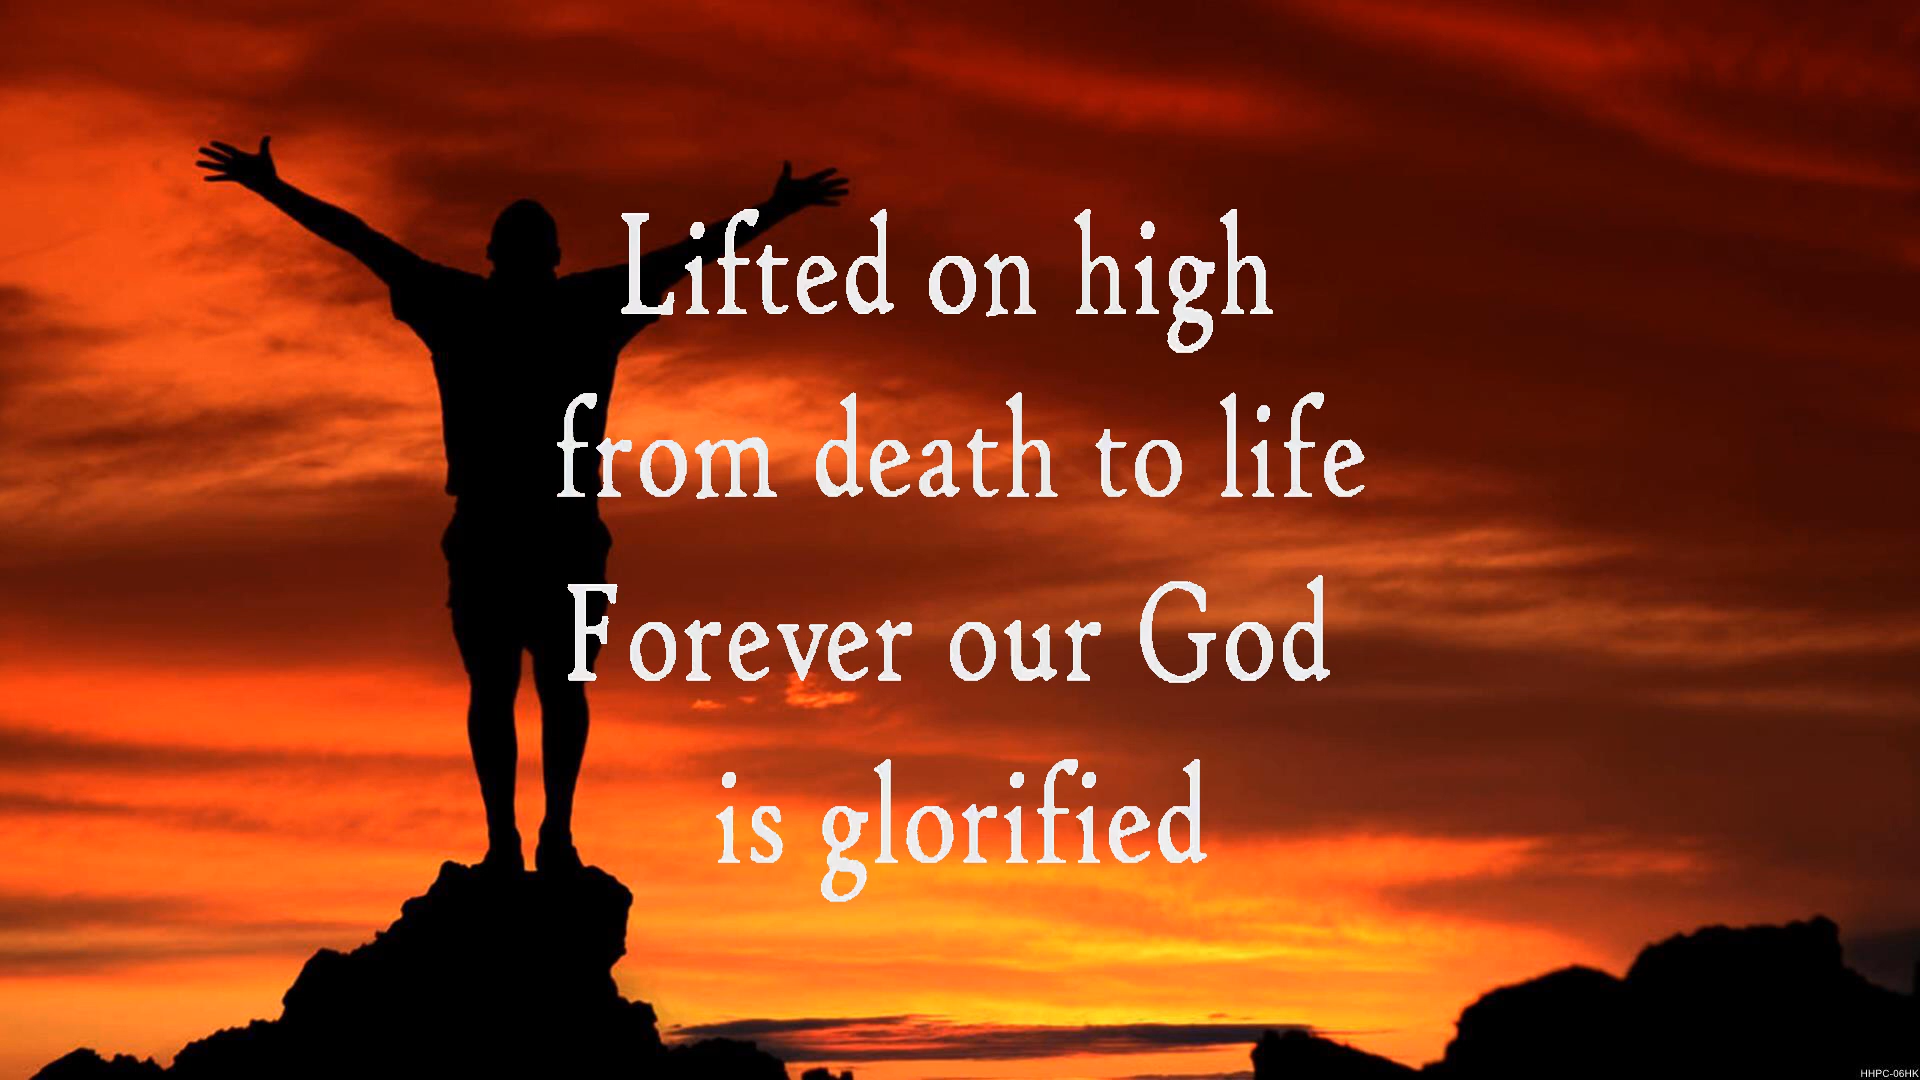 Lifted on high
from death to life
Forever our God
is glorified
HHPC-06HK